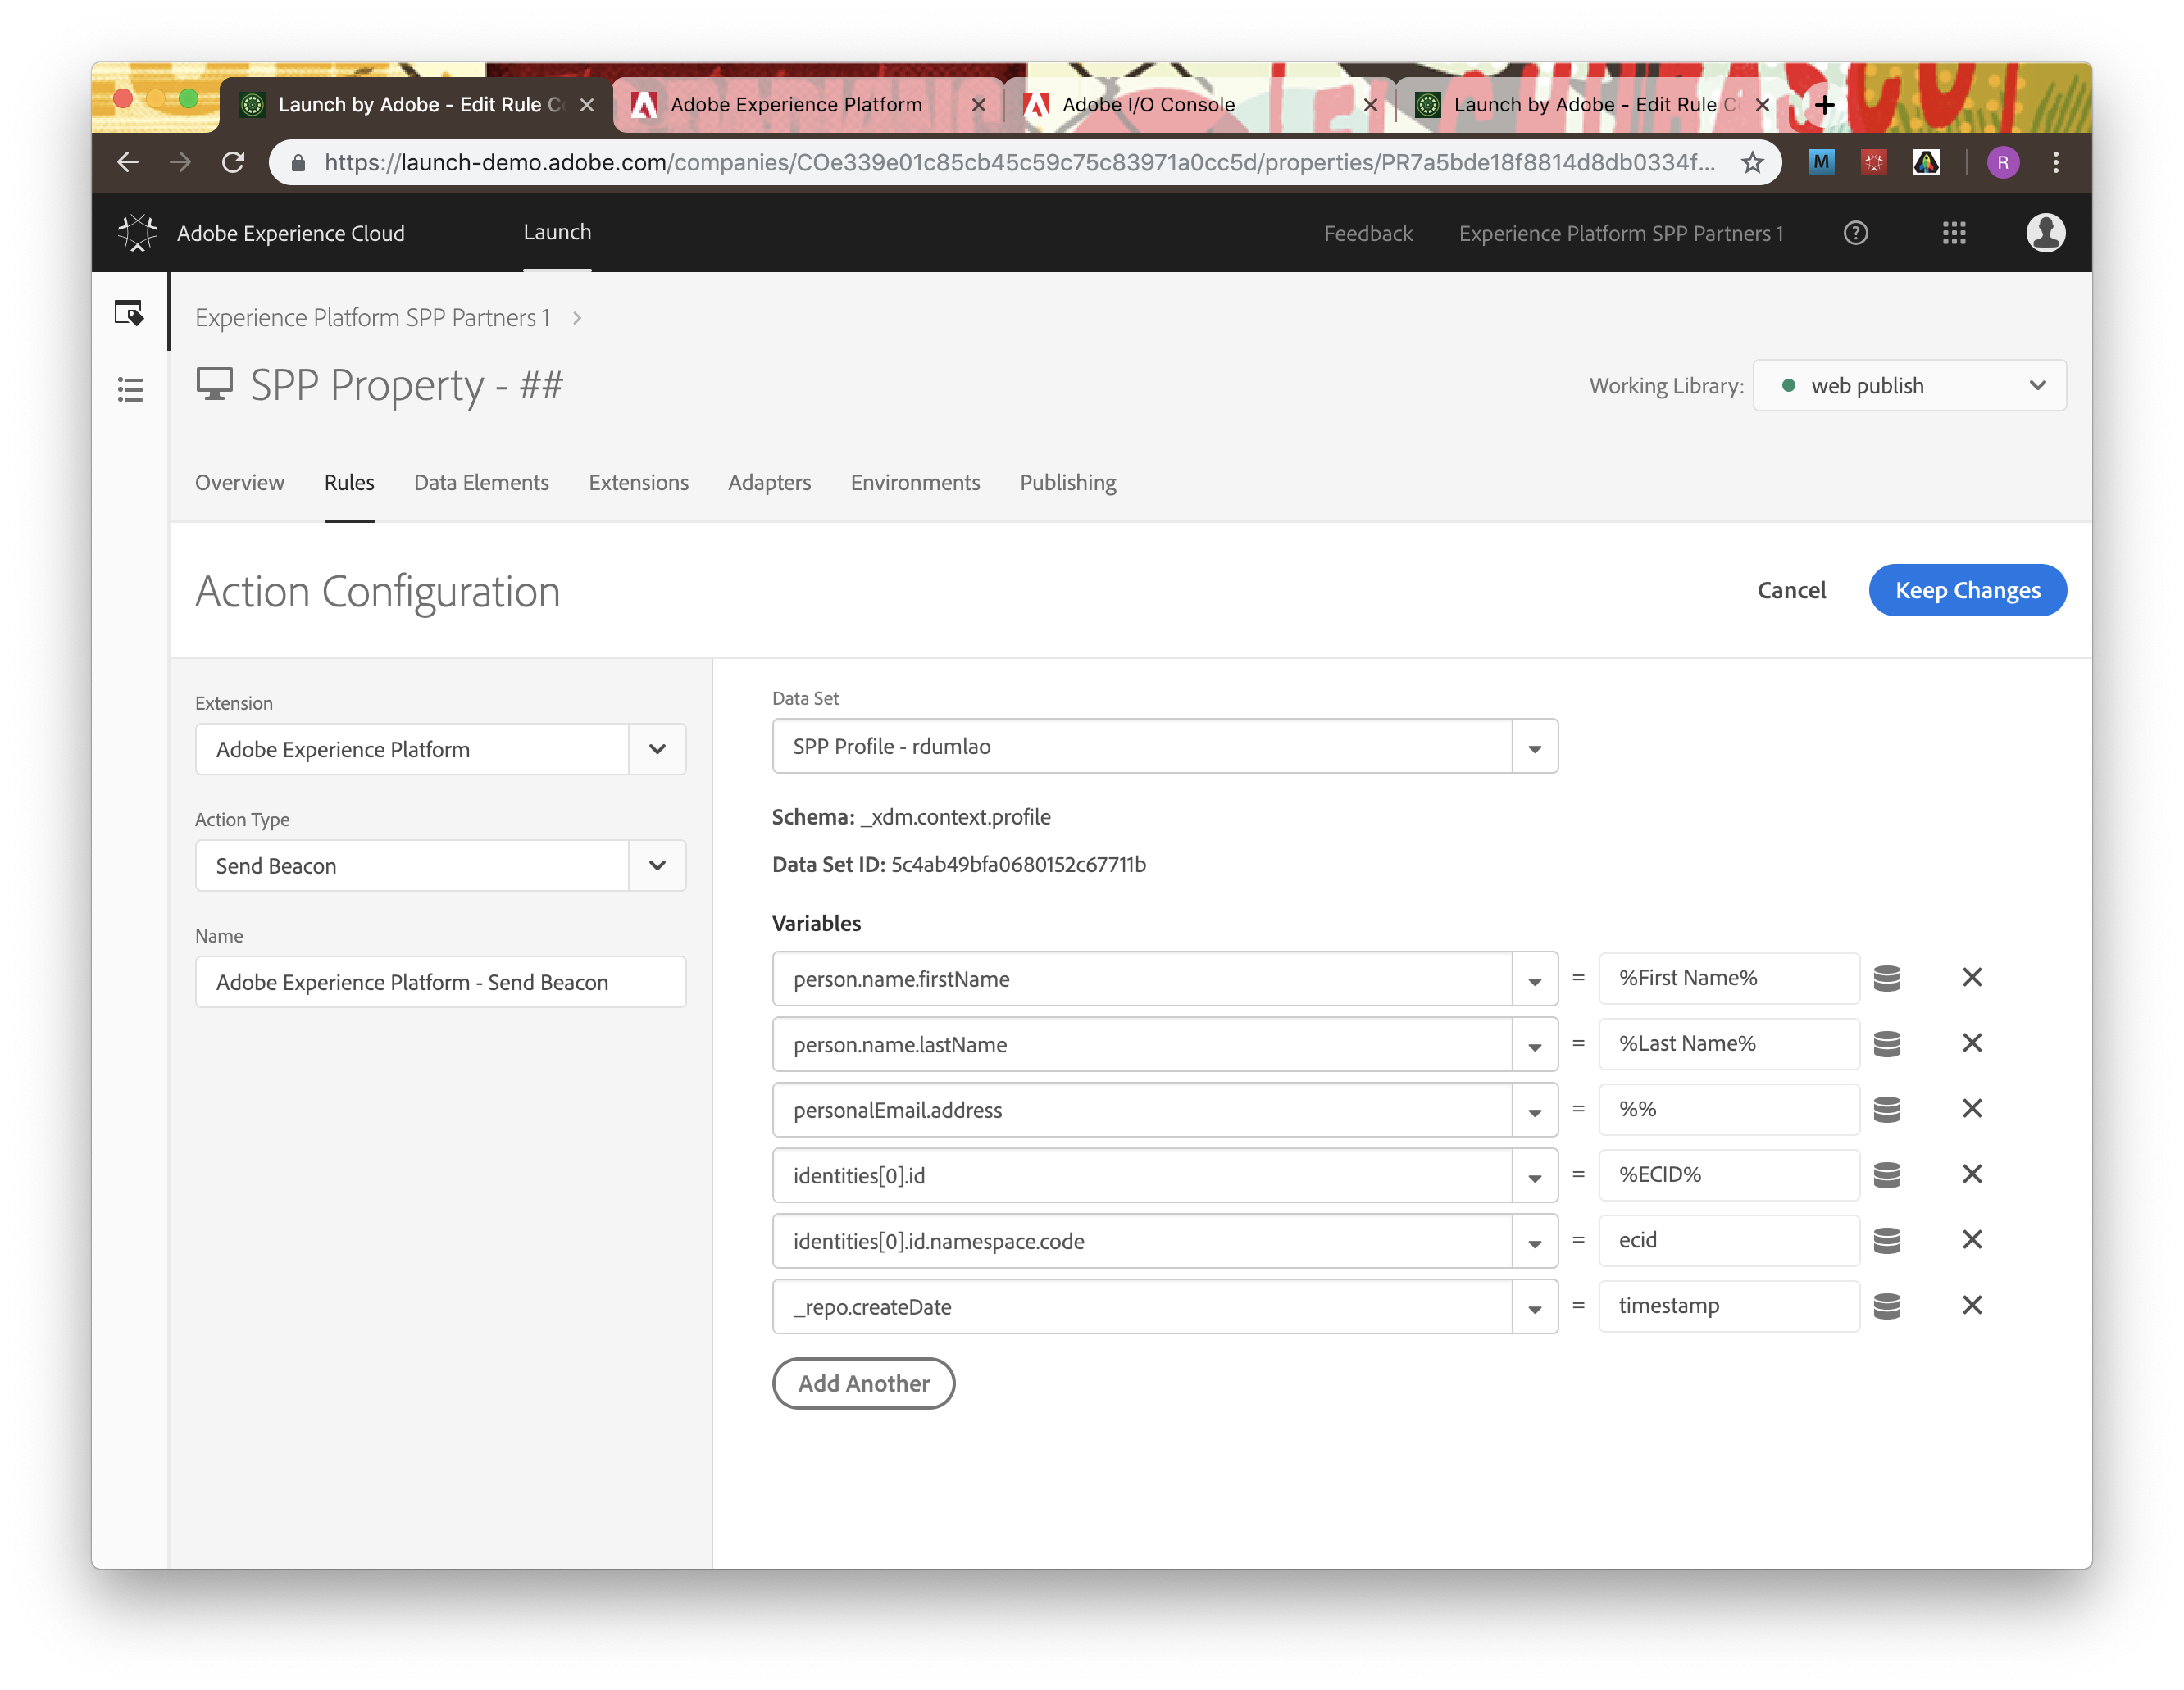 Launch by Adobe - Edit Rule Co
Adobe Experience Platform
Adobe I/O Console
Launch by Adobe - Edit Rule C
https://launch-demo.adobe.com/companies/COe339e01c85cb45c59c75c83971a0cc5d/properties/PR7a5bde18f8814d8db0334f...
M
R
Adobe Experience Cloud
Launch
Feedback
Experience Platform SPP Partners 1
Experience Platform SPP Partners 1 >
SPP Property - ##
Working Library: web publish
Overview Rules Data Elements Extensions Adapters Environments Publishing
Action Configuration
Cancel
Keep Changes
Extension
Adobe Experience Platform
Action Type
Send Beacon
Name
Adobe Experience Platform - Send Beacon
Data Set
SPP Profile - rdumlao
Schema: _xdm.context.profile
Data Set ID: 5c4ab49bfa0680152c67711b
Variables
person.name.firstName = %First Name%
person.name.lastName = %Last Name%
personalEmail.address = %%
identities[0].id = %ECID%
identities[0].id.namespace.code = ecid
_repo.createDate = timestamp
Add Another